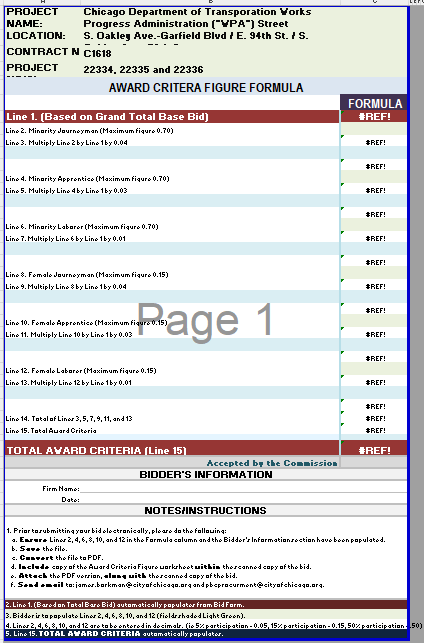 PROJECT Chicago Department of Transporation Works
NAME: Progress Administration ("WPA") Street
LOCATION: S. Oakley Ave.-Garfield Blvd / E. 94th St. / S.
CONTRACT N C1618
PROJECT 22334, 22335 and 22336
AWARD CRITERA FIGURE FORMULA
FORMULA
Line 1. (Based on Grand Total Base Bid) #REF!
Line 2. Minority Journeyman (Maximum figure 0.70)
Line 3. Multiply Line 2 by Line 1 by 0.04 #REF!
#REF!
Line 4. Minority Apprentice (Maximum figure 0.70)
Line 5. Multiply Line 4 by Line 1 by 0.03 #REF!
#REF!
Line 6. Minority Laborer (Maximum figure 0.70)
Line 7. Multiply Line 6 by Line 1 by 0.01 #REF!
#REF!
Line 8. Female Journeyman (Maximum figure 0.15)
Line 9. Multiply Line 8 by Line 1 by 0.04 #REF!
#REF!
Line 10. Female Apprentice (Maximum figure 0.15)
Line 11. Multiply Line 10 by Line 1 by 0.03 #REF!
Page 1
#REF!
Line 12. Female Laborer (Maximum figure 0.15)
Line 13. Multiply Line 12 by Line 1 by 0.01 #REF!
#REF!
Line 14. Total of Lines 3, 5, 7, 9, 11, and 13 #REF!
Line 15. Total Award Criteria #REF!
TOTAL AWARD CRITERIA (Line 15) #REF!
Accepted by the Commission
BIDDER'S INFORMATION
Firm Name:
Date:
NOTES/INSTRUCTIONS
1. Prior to submitting your bid electronically, please do the following:
a. Ensure Lines 2, 4, 6, 8, 10, and 12 in the Formula column and the Bidder's Information section have been populated.
b. Save the file.
c. Convert the file to PDF.
d. Include copy of the Award Criteria Figure worksheet within the scanned copy of the bid.
e. Attach the PDF version, along with the scanned copy of the bid.
f. Send email to: james.barkman@cityofchicago.org and pbcprocurment@cityofchicago.org.
2. Line 1. (Based on Total Base Bid) automatically populates from Bid Form.
3. Bidder is to populate Lines 2, 4, 6, 8, 10, and 12 (fields shaded Light Green).
4. Lines 2, 4, 6, 8, 10, and 12 are to be entered in decimals. (ie 5% participation - 0.05, 15% participation - 0.15, 50% participation - .50)
5. Line 15. TOTAL AWARD CRITERIA automatically populates.